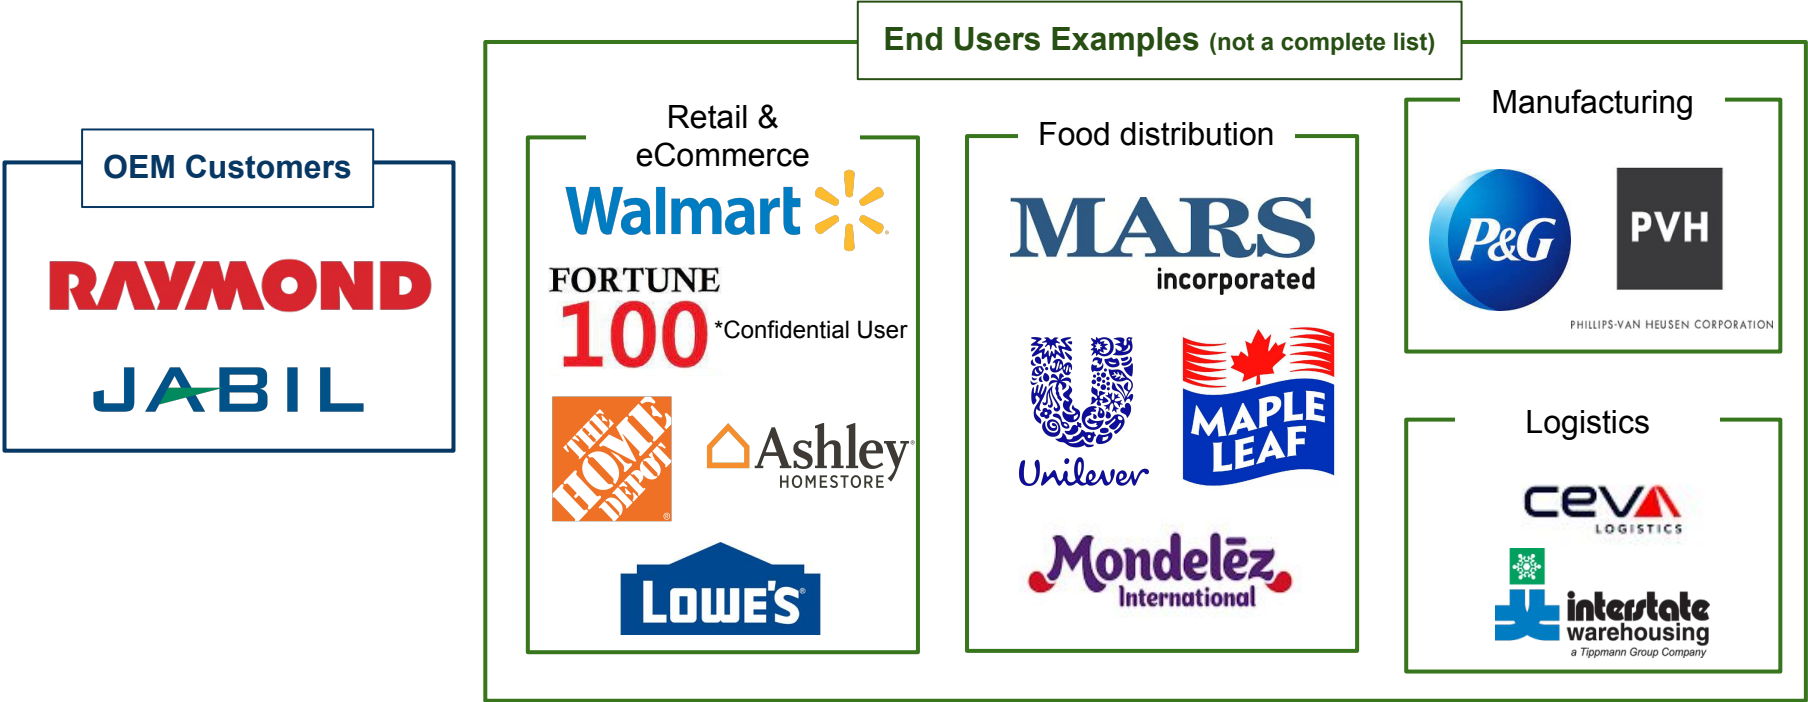 End Users Examples (not a complete list)
OEM Customers
RAYMOND
JABIL
Retail &
eCommerce
Walmart
FORTUNE
100
*Confidential User
THE
HOME
DEPOT
®
Ashley
HOMESTORE
LOWE'S
Food distribution
MARS
incorporated
Unilever
MAPLE
LEAF
Mondelēz
International
Manufacturing
P&G
PVH
PHILLIPS-VAN HEUSEN CORPORATION
Logistics
CEVA
LOGISTICS
interstate
warehousing
a Tippmann Group Company